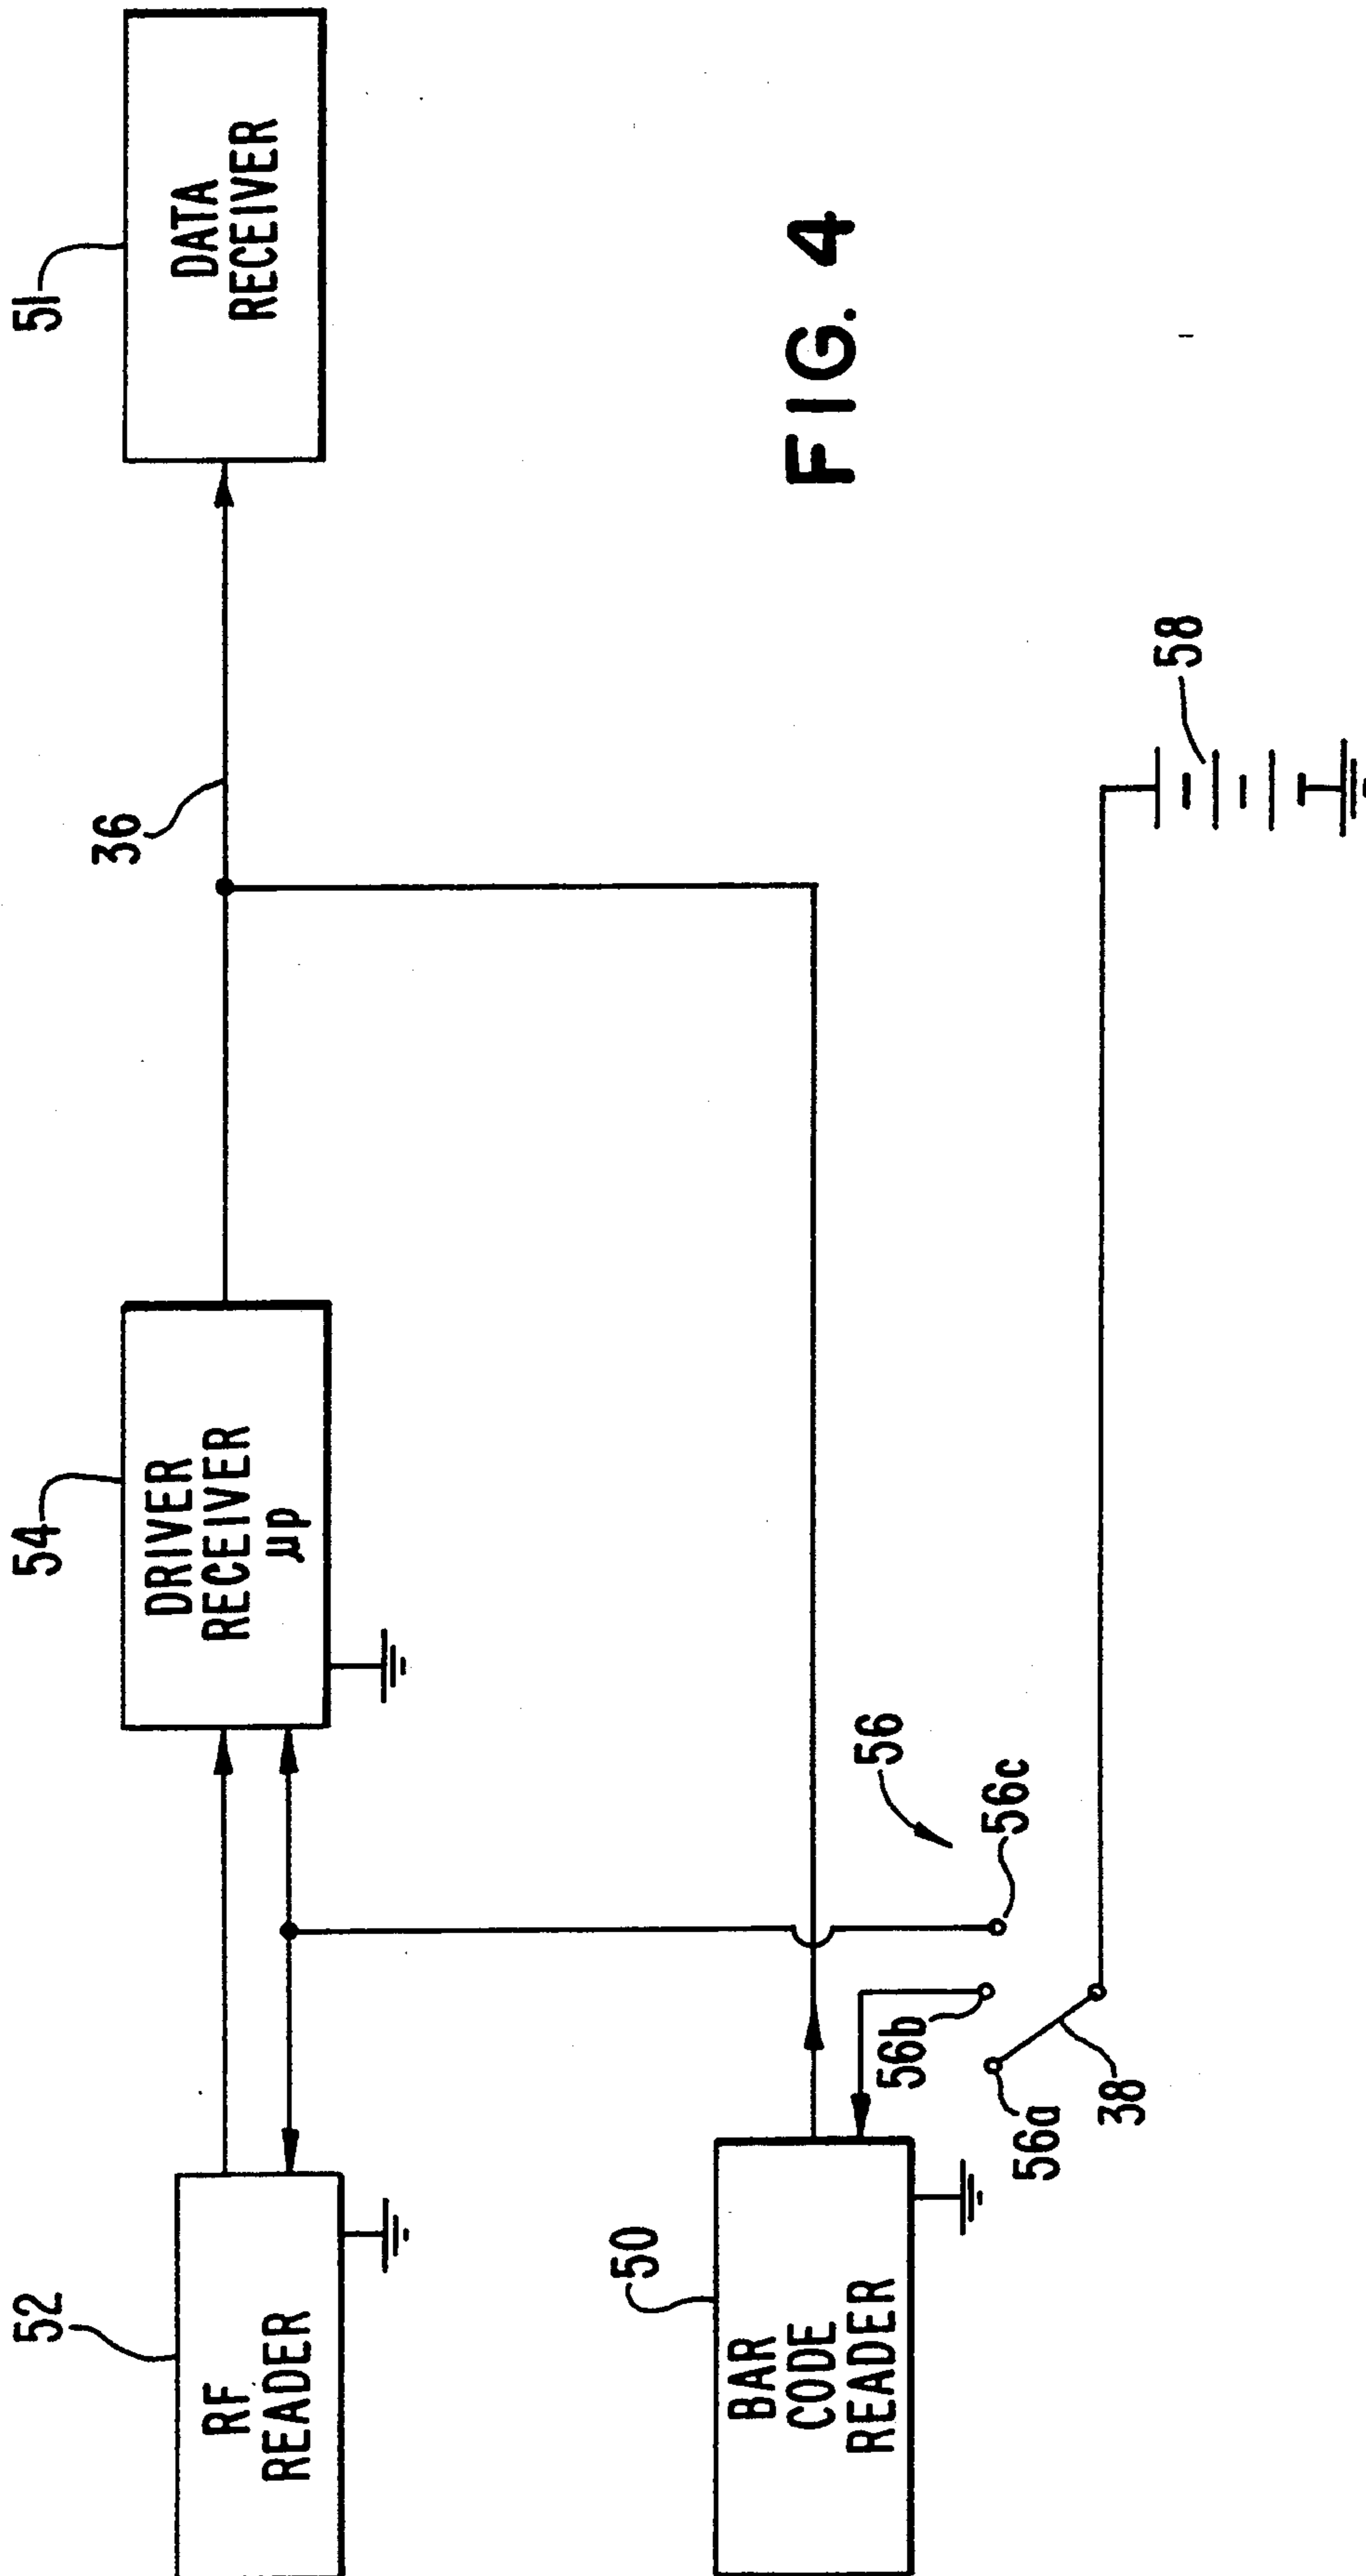 52
RF
READER
54
DRIVER
RECEIVER
μp
36
51
DATA
RECEIVER
50
BAR
CODE
READER
56
56a
56b
56c
38
58
FIG. 4